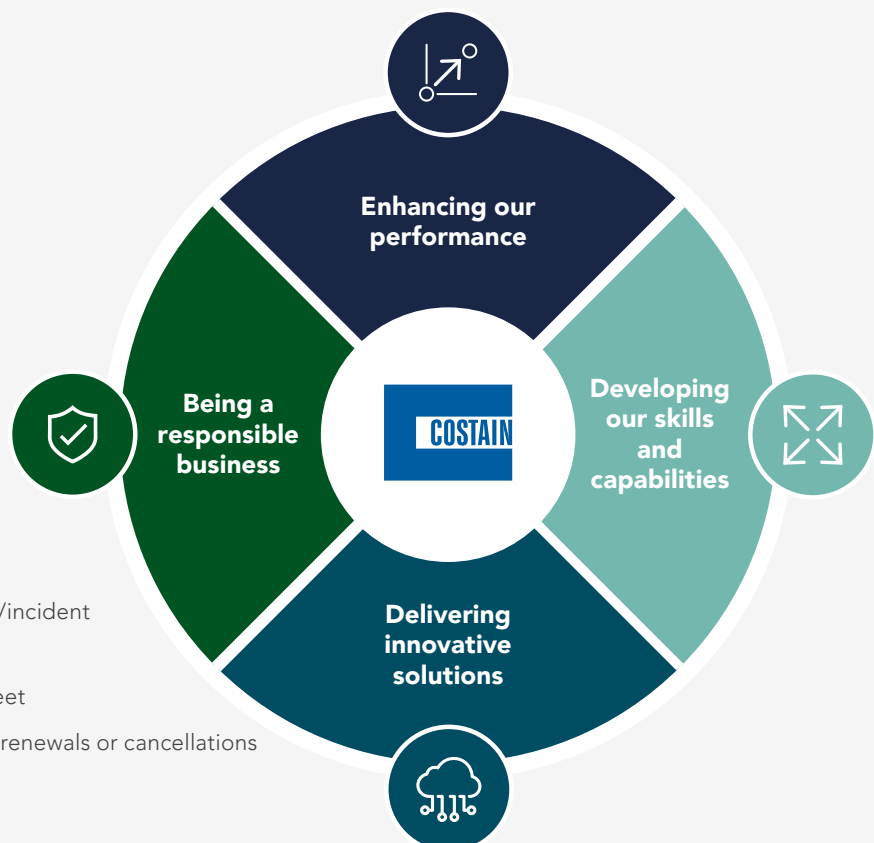 Enhancing our
performance
Being a
responsible
business
COSTAIN
Developing
our skills
and
capabilities
Delivering
innovative
solutions
/incident
eet
renewals or cancellations